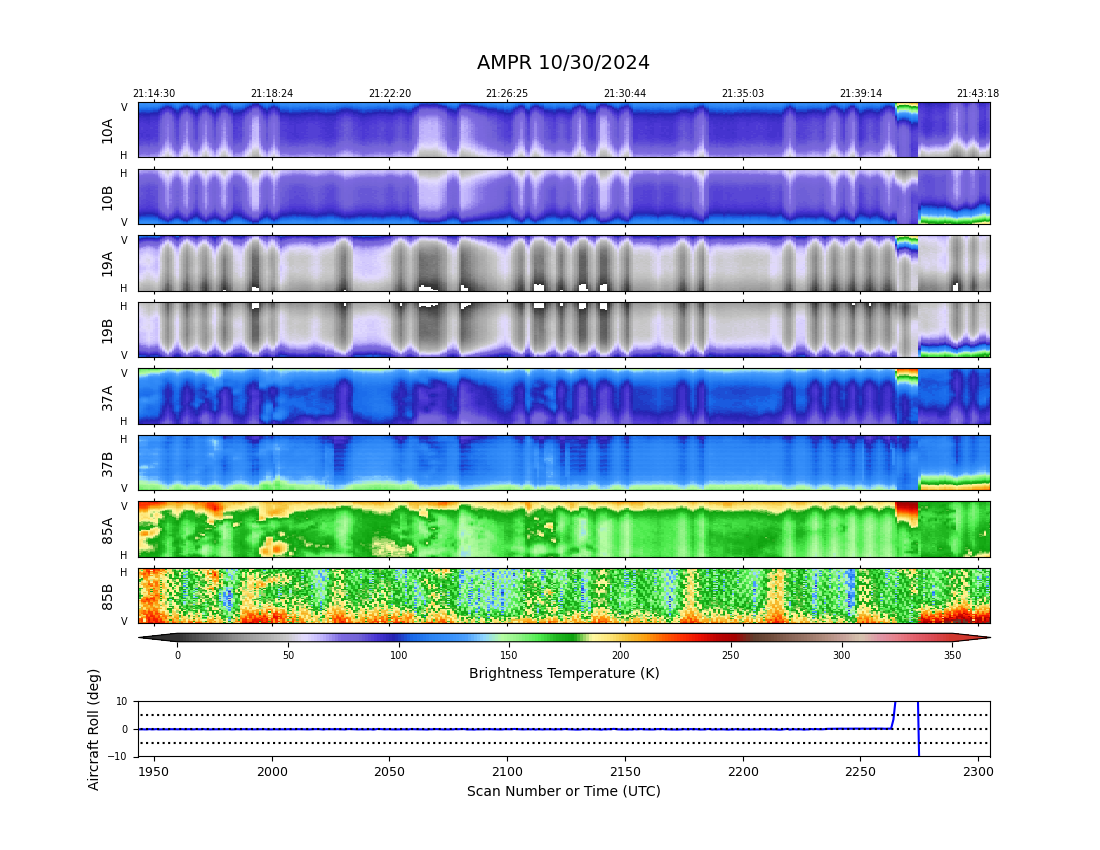 AMPR 10/30/2024
21:14:30 21:18:24 21:22:20 21:26:25 21:30:44 21:35:03 21:39:14 21:43:18
V
10A
H
H
10B
V
V
19A
H
H
19B
V
V
37A
H
H
37B
V
V
85A
H
H
85B
V
0 50 100 150 200 250 300 350
Brightness Temperature (K)
Aircraft Roll (deg)
10
0
−10
1950 2000 2050 2100 2150 2200 2250 2300
Scan Number or Time (UTC)